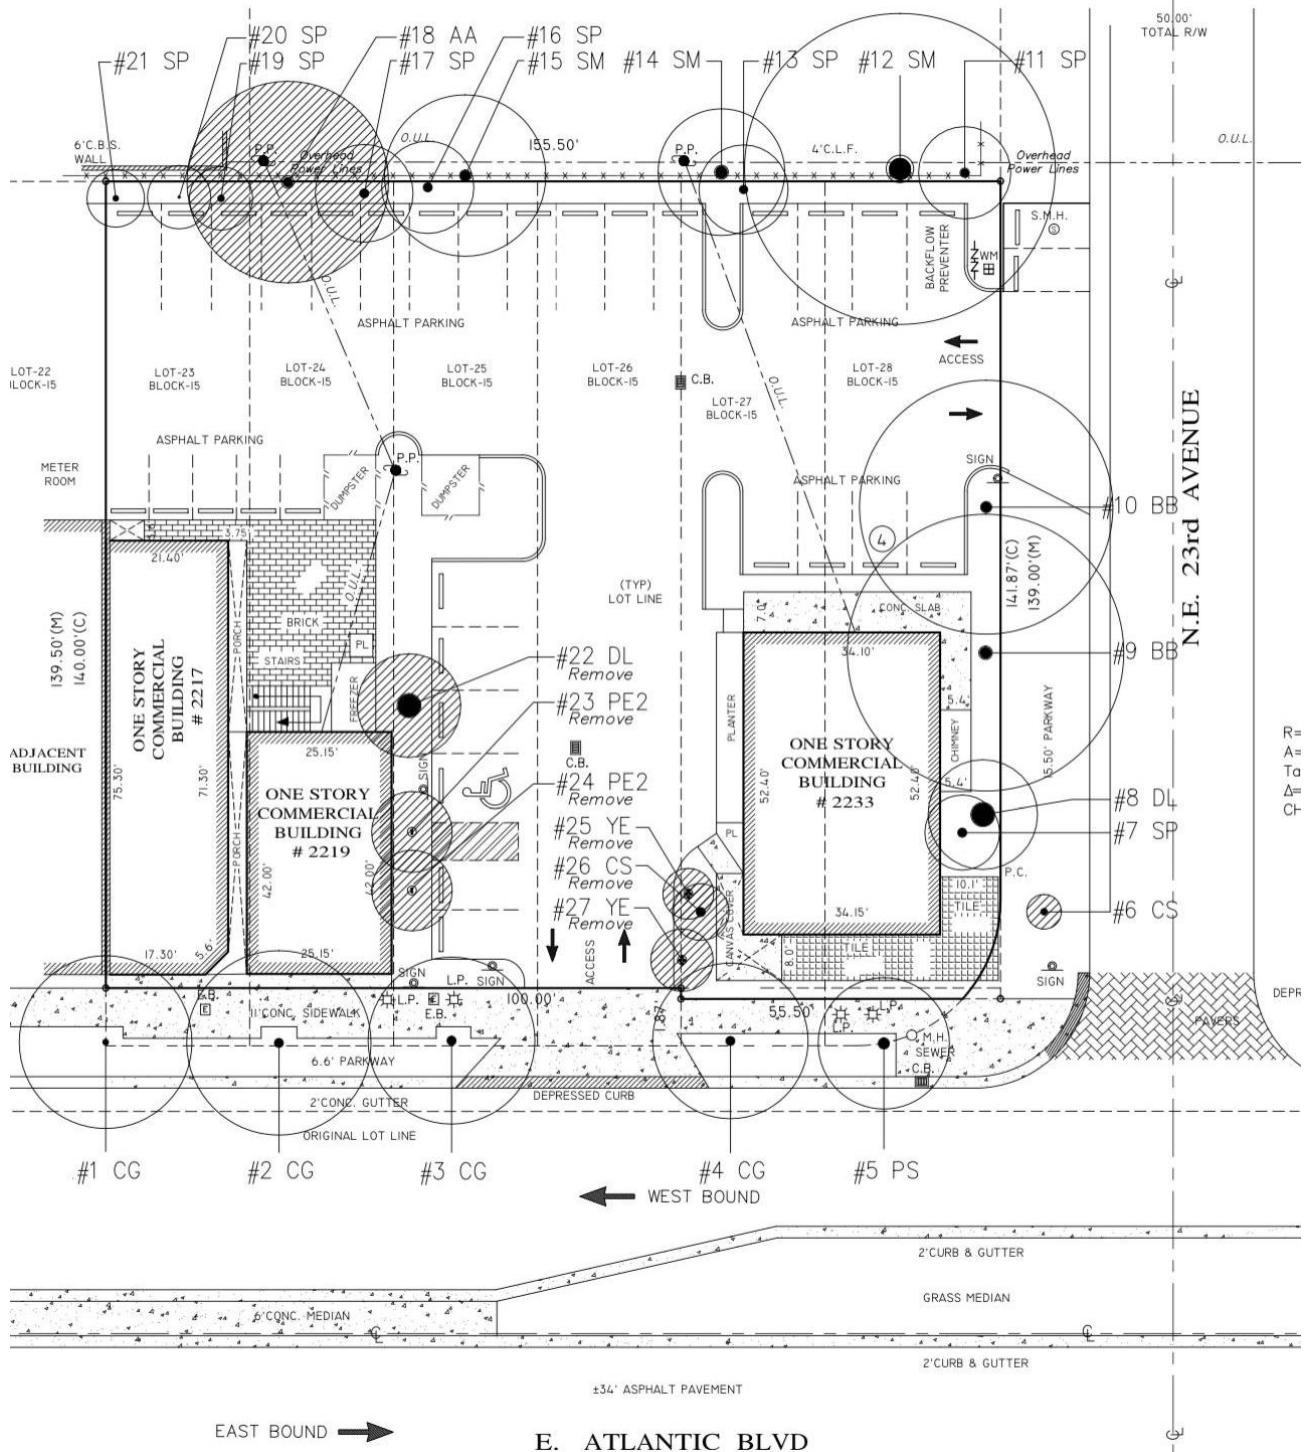 50.00'
TOTAL R/W
#20 SP
#18 AA
#16 SP
#21 SP
#19 SP
#17 SP
#15 SM
#14 SM
#13 SP
#12 SM
#11 SP
6'C.B.S.
WALL
P.P.
Overhead
Power Lines
O.U.L.
155.50'
P.P.
4'C.L.F.
Overhead
Power Lines
O.U.L.
S.M.H.
S
WM
BACKFLOW
PREVENTER
O.U.L.
ASPHALT PARKING
ASPHALT PARKING
ACCESS
LOT-22
BLOCK-15
LOT-23
BLOCK-15
LOT-24
BLOCK-15
LOT-25
BLOCK-15
LOT-26
BLOCK-15
C.B.
LOT-27
BLOCK-15
O.U.L.
LOT-28
BLOCK-15
ASPHALT PARKING
METER
ROOM
DUMPSTER
P.P.
DUMPSTER
SIGN
ASPHALT PARKING
#10 BB
N.E. 23rd AVENUE
4
3.75
21.40'
O.U.L.
BRICK
STAIRS
PL
FREEZER
PORCH
(TYP)
LOT LINE
7.0'
CONC. SLAB
34.10'
141.87'(C)
139.00'(M)
139.50'(M)
140.00'(C)
ONE STORY
COMMERCIAL
BUILDING
# 2217
#22 DL
Remove
#23 PE2
Remove
#9 BB
5.4'
PLANTER
CHIMNEY
15.50' PARKWAY
ADJACENT
BUILDING
75.30'
71.30'
25.15'
SIGN
C.B.
#24 PE2
Remove
ONE STORY
COMMERCIAL
BUILDING
# 2219
ONE STORY
COMMERCIAL
BUILDING
# 2233
52.40'
52.40'
5.4'
#8 DL
#7 SP
R=
A=
Ta
Δ=
CH
#25 YE
Remove
#26 CS
Remove
#27 YE
Remove
PL
PORCH
42.00'
42.00'
P.C.
10.1'
TILE
#6 CS
34.15'
CANVAS COVER
8.0'
TILE
17.30'
5.6'
25.15'
ACCESS
SIGN
L.P.
SIGN
SIGN
E.B.
E
L.P.
E
E.B.
100.00'
1.87'
55.50'
L.P.
L.P.
11'CONC. SIDEWALK
M.H.
SEWER
C.B.
PAVERS
DEPR
6.6' PARKWAY
2'CONC. GUTTER
DEPRESSED CURB
ORIGINAL LOT LINE
#1 CG
#2 CG
#3 CG
#4 CG
#5 PS
WEST BOUND
2'CURB & GUTTER
GRASS MEDIAN
6'CONC. MEDIAN
2'CURB & GUTTER
±34' ASPHALT PAVEMENT
EAST BOUND
E. ATLANTIC BLVD